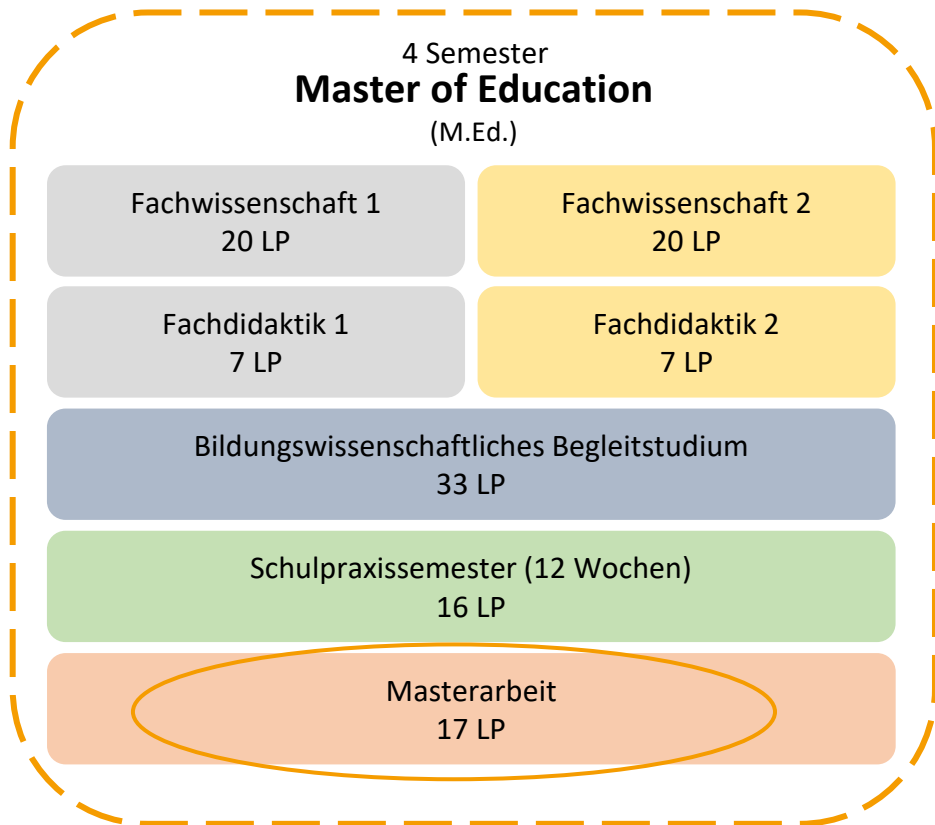 4 Semester
Master of Education
(M.Ed.)
Fachwissenschaft 1
20 LP
Fachwissenschaft 2
20 LP
Fachdidaktik 1
7 LP
Fachdidaktik 2
7 LP
Bildungswissenschaftliches Begleitstudium
33 LP
Schulpraxissemester (12 Wochen)
16 LP
Masterarbeit
17 LP